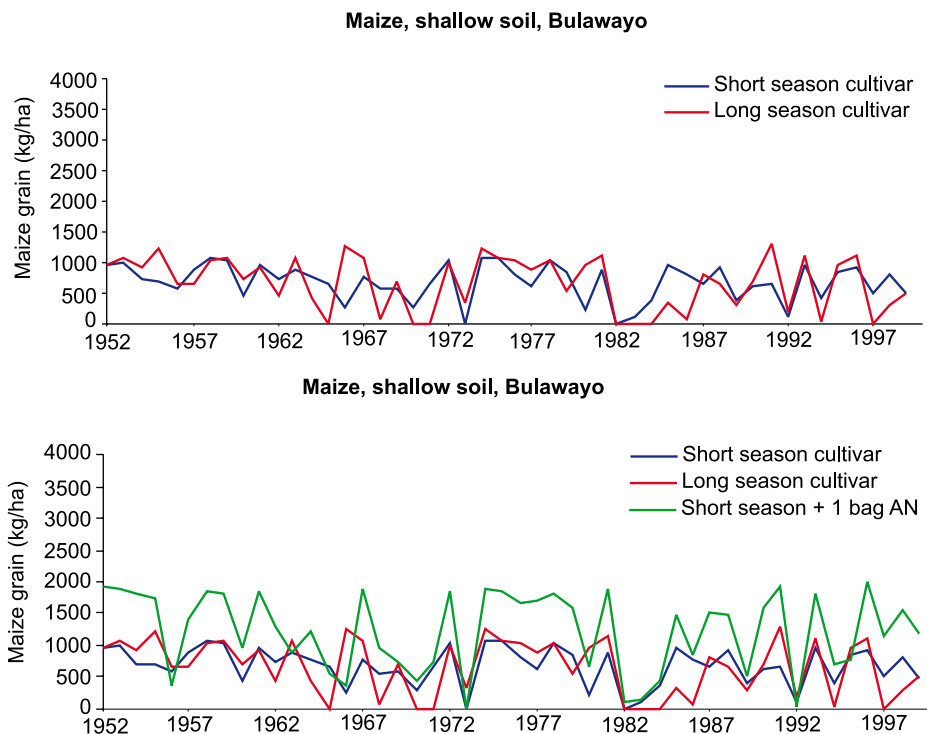 Maize, shallow soil, Bulawayo
Maize grain (kg/ha)
4000
3500
3000
2500
2000
1500
1000
500
0
Short season cultivar
Long season cultivar
1952 1957 1962 1967 1972 1977 1982 1987 1992 1997
Maize, shallow soil, Bulawayo
Maize grain (kg/ha)
4000
3500
3000
2500
2000
1500
1000
500
0
Short season cultivar
Long season cultivar
Short season + 1 bag AN
1952 1957 1962 1967 1972 1977 1982 1987 1992 1997